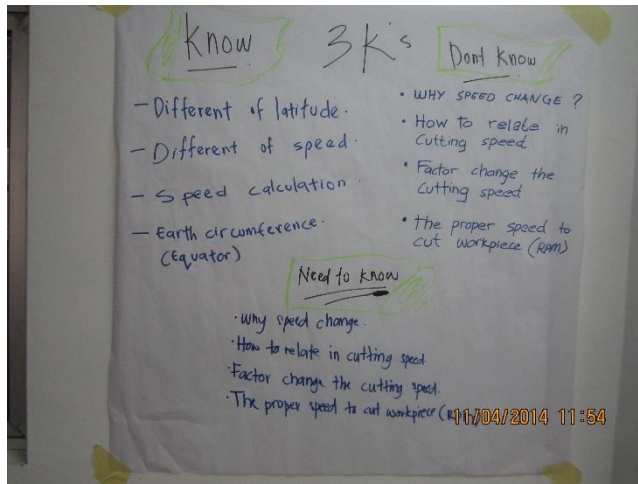 3K's
Know
- Different of latitude.
- Different of speed.
- Speed calculation.
- Earth circumference.
(Equator)
Dont Know
• WHY SPEED CHANGE ?
• How to relate in
cutting speed
• Factor change the
cutting speed
• The proper speed to
cut workpiece (RPM)
Need to know
• Why speed change.
• How to relate in cutting speed
• Factor change the cutting speed.
• The proper speed to cut workpiece (RPM)
11/04/2014 11:54